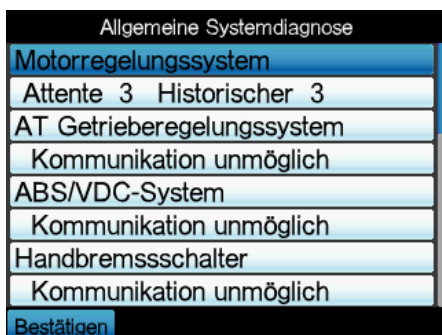 Allgemeine Systemdiagnose
Motorregelungssystem
Attente 3 Historischer 3
AT Getrieberegelungssystem
Kommunikation unmöglich
ABS/VDC-System
Kommunikation unmöglich
Handbremssschalter
Kommunikation unmöglich
Bestätigen